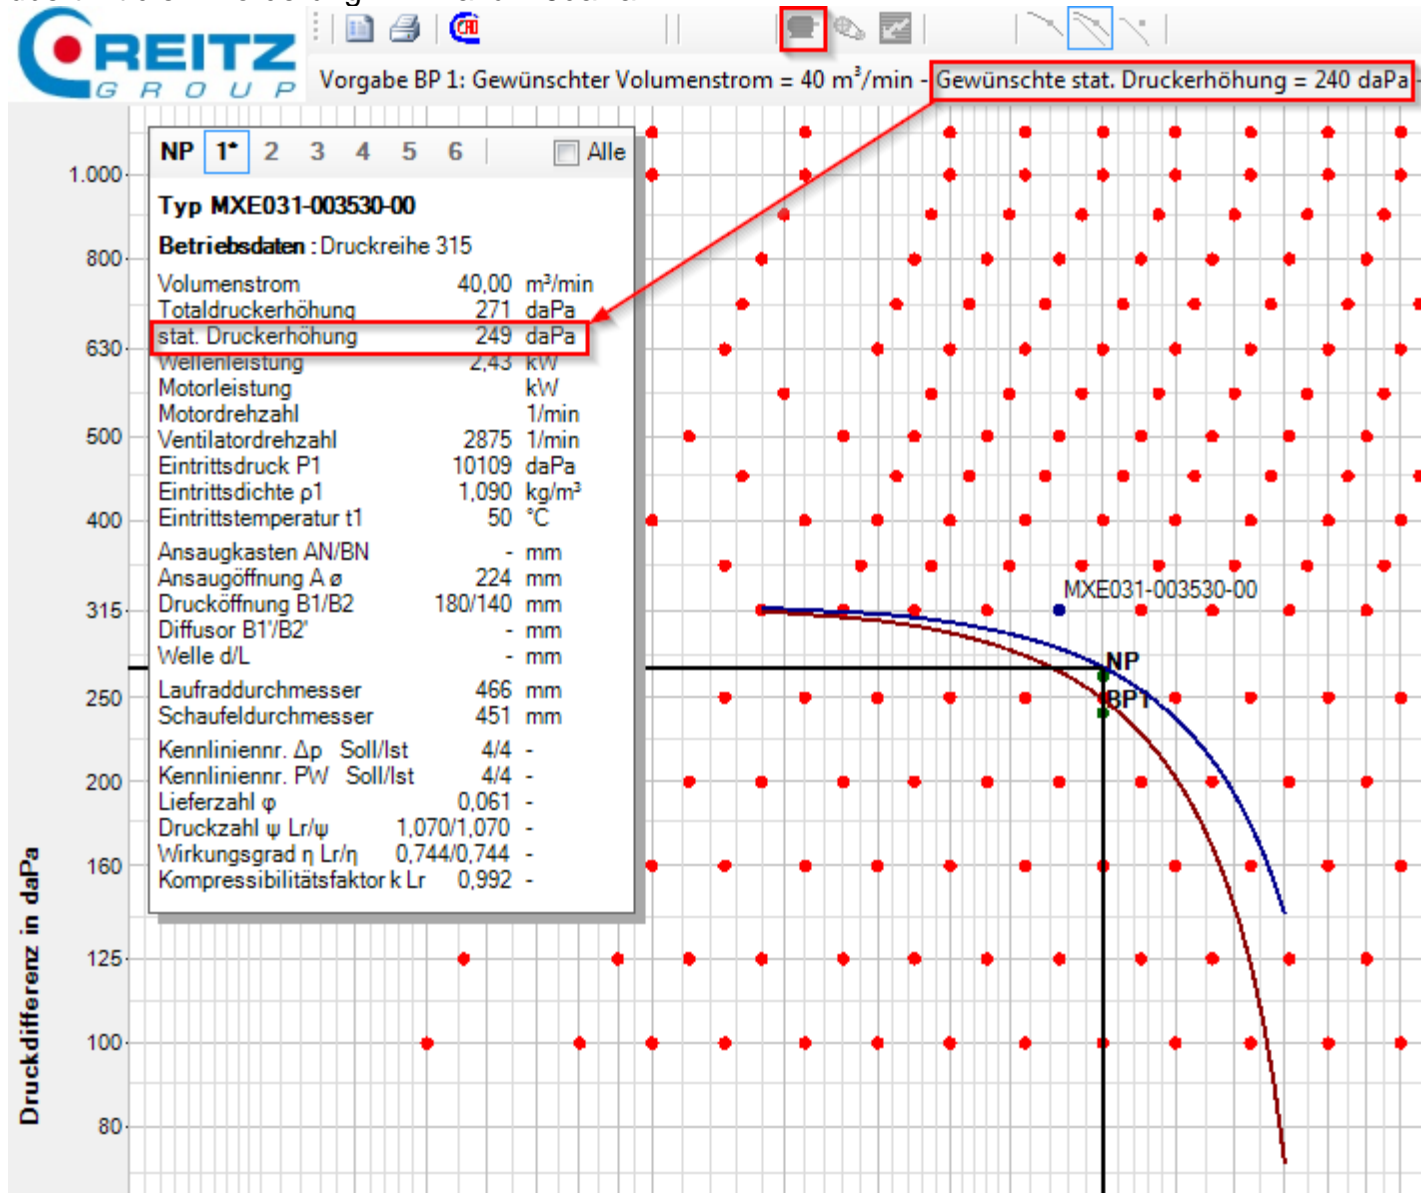 REITZ
GROUP
Vorgabe BP 1: Gewünschter Volumenstrom = 40 m³/min - Gewünschte stat. Druckerhöhung = 240 daPa
NP 1* 2 3 4 5 6 Alle
Typ MXE031-003530-00
Betriebsdaten : Druckreihe 315
Volumenstrom 40,00 m³/min
Totaldruckerhöhung 271 daPa
stat. Druckerhöhung 249 daPa
Wellenleistung 2,43 kW
Motorleistung kW
Motordrehzahl 1/min
Ventilatordrehzahl 2875 1/min
Eintrittsdruck P1 10109 daPa
Eintrittsdichte ρ1 1,090 kg/m³
Eintrittstemperatur t1 50 °C
Ansaugkasten AN/BN - mm
Ansaugöffnung A ø 224 mm
Drucköffnung B1/B2 180/140 mm
Diffusor B1'/B2' - mm
Welle d/L - mm
Laufraddurchmesser 466 mm
Schaufeldurchmesser 451 mm
Kennliniennr. Δp Soll/Ist 4/4 -
Kennliniennr. PW Soll/Ist 4/4 -
Lieferzahl φ 0,061 -
Druckzahl ψ Lr/ψ 1,070/1,070 -
Wirkungsgrad η Lr/η 0,744/0,744 -
Kompressibilitätsfaktor k Lr 0,992 -
1.000
800
630
500
400
315
250
200
160
125
100
80
Druckdifferenz in daPa
MXE031-003530-00
NP
BP1